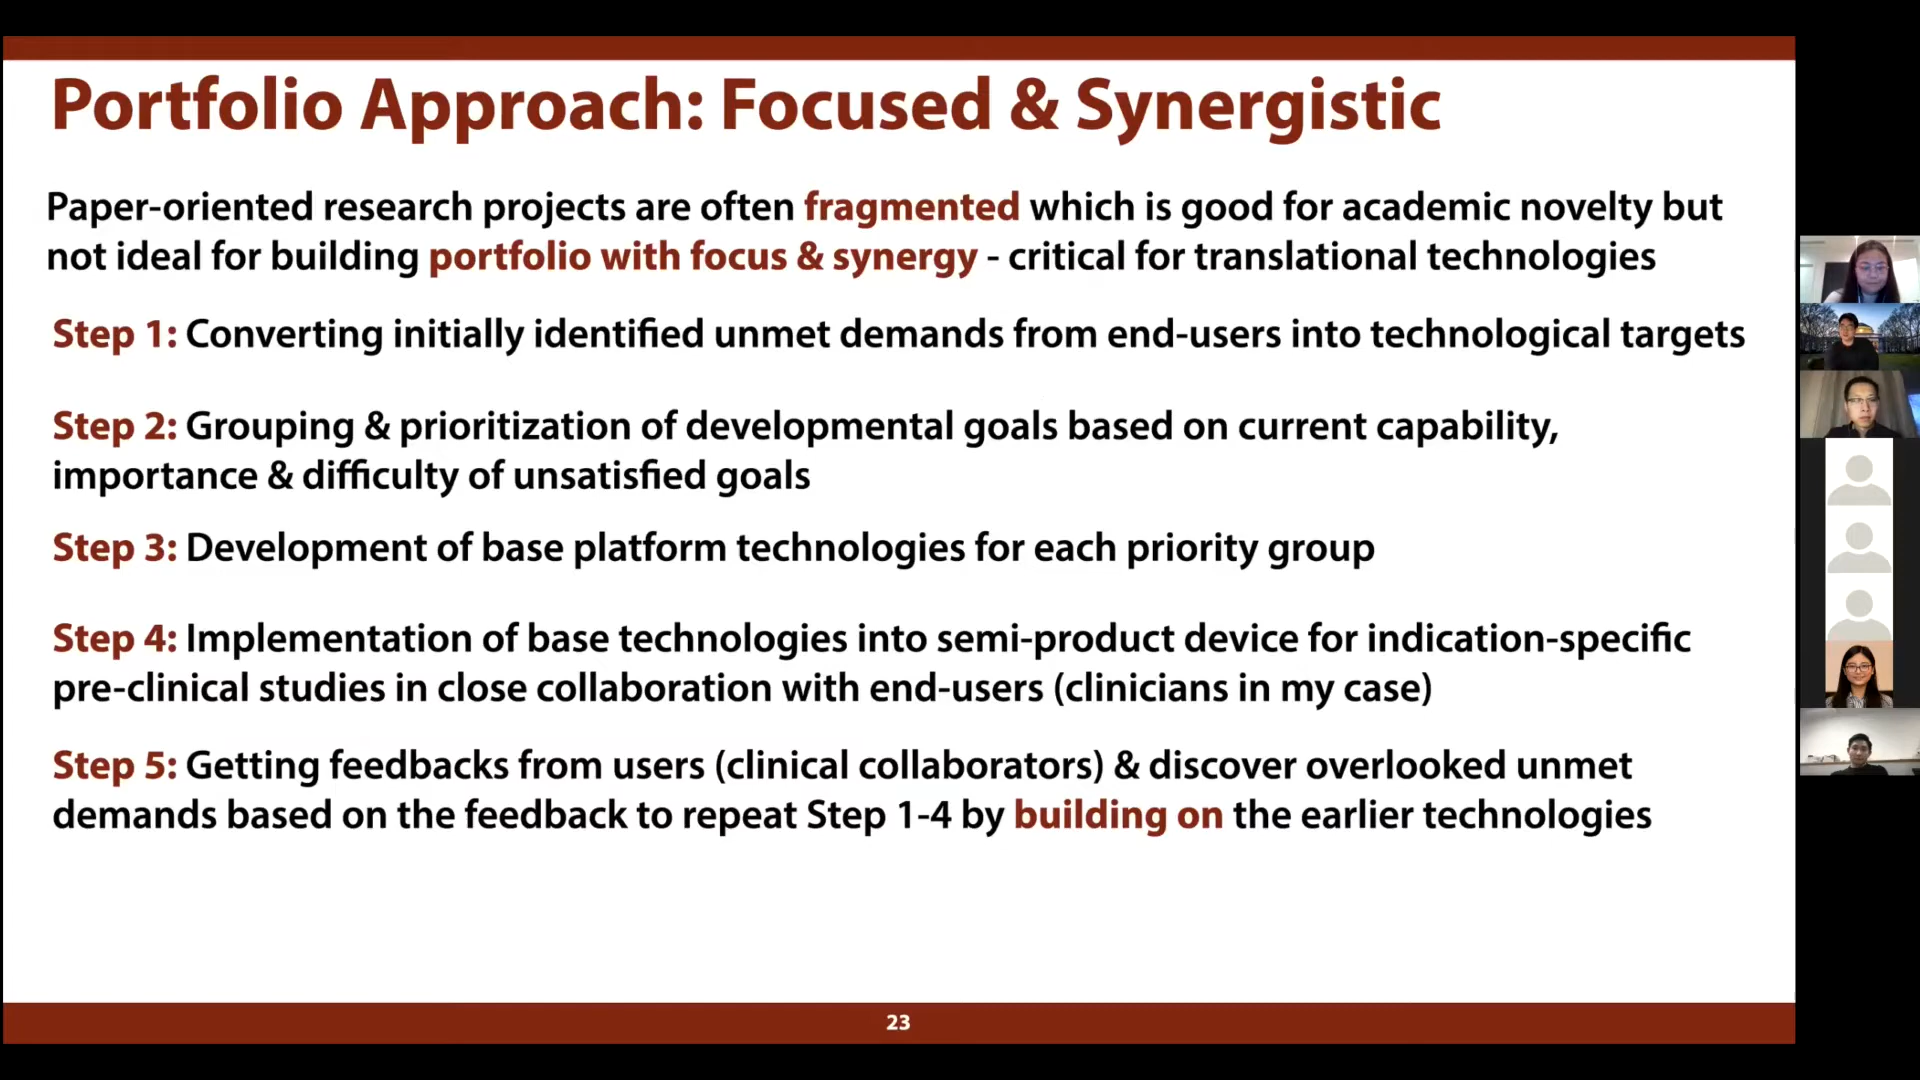 Portfolio Approach: Focused & Synergistic
Paper-oriented research projects are often fragmented which is good for academic novelty but
not ideal for building portfolio with focus & synergy - critical for translational technologies
Step 1: Converting initially identified unmet demands from end-users into technological targets
Step 2: Grouping & prioritization of developmental goals based on current capability,
importance & difficulty of unsatisfied goals
Step 3: Development of base platform technologies for each priority group
Step 4: Implementation of base technologies into semi-product device for indication-specific
pre-clinical studies in close collaboration with end-users (clinicians in my case)
Step 5: Getting feedbacks from users (clinical collaborators) & discover overlooked unmet
demands based on the feedback to repeat Step 1-4 by building on the earlier technologies
23